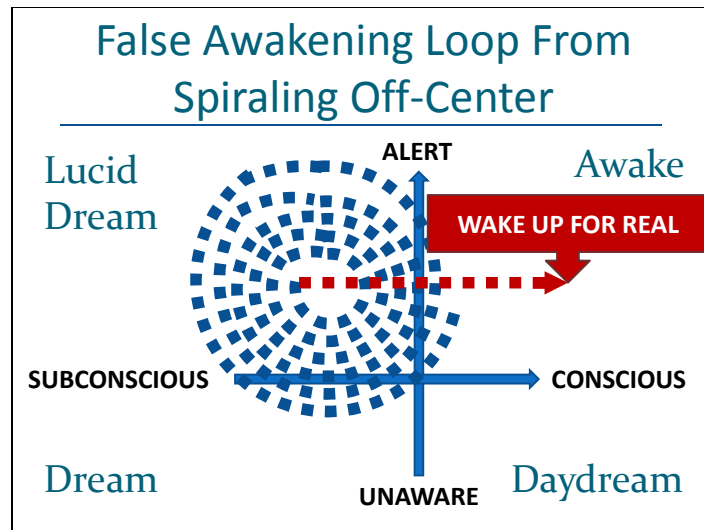 False Awakening Loop From
Spiraling Off-Center
ALERT
Lucid
Dream
Awake
WAKE UP FOR REAL
SUBCONSCIOUS
CONSCIOUS
Dream
UNAWARE
Daydream